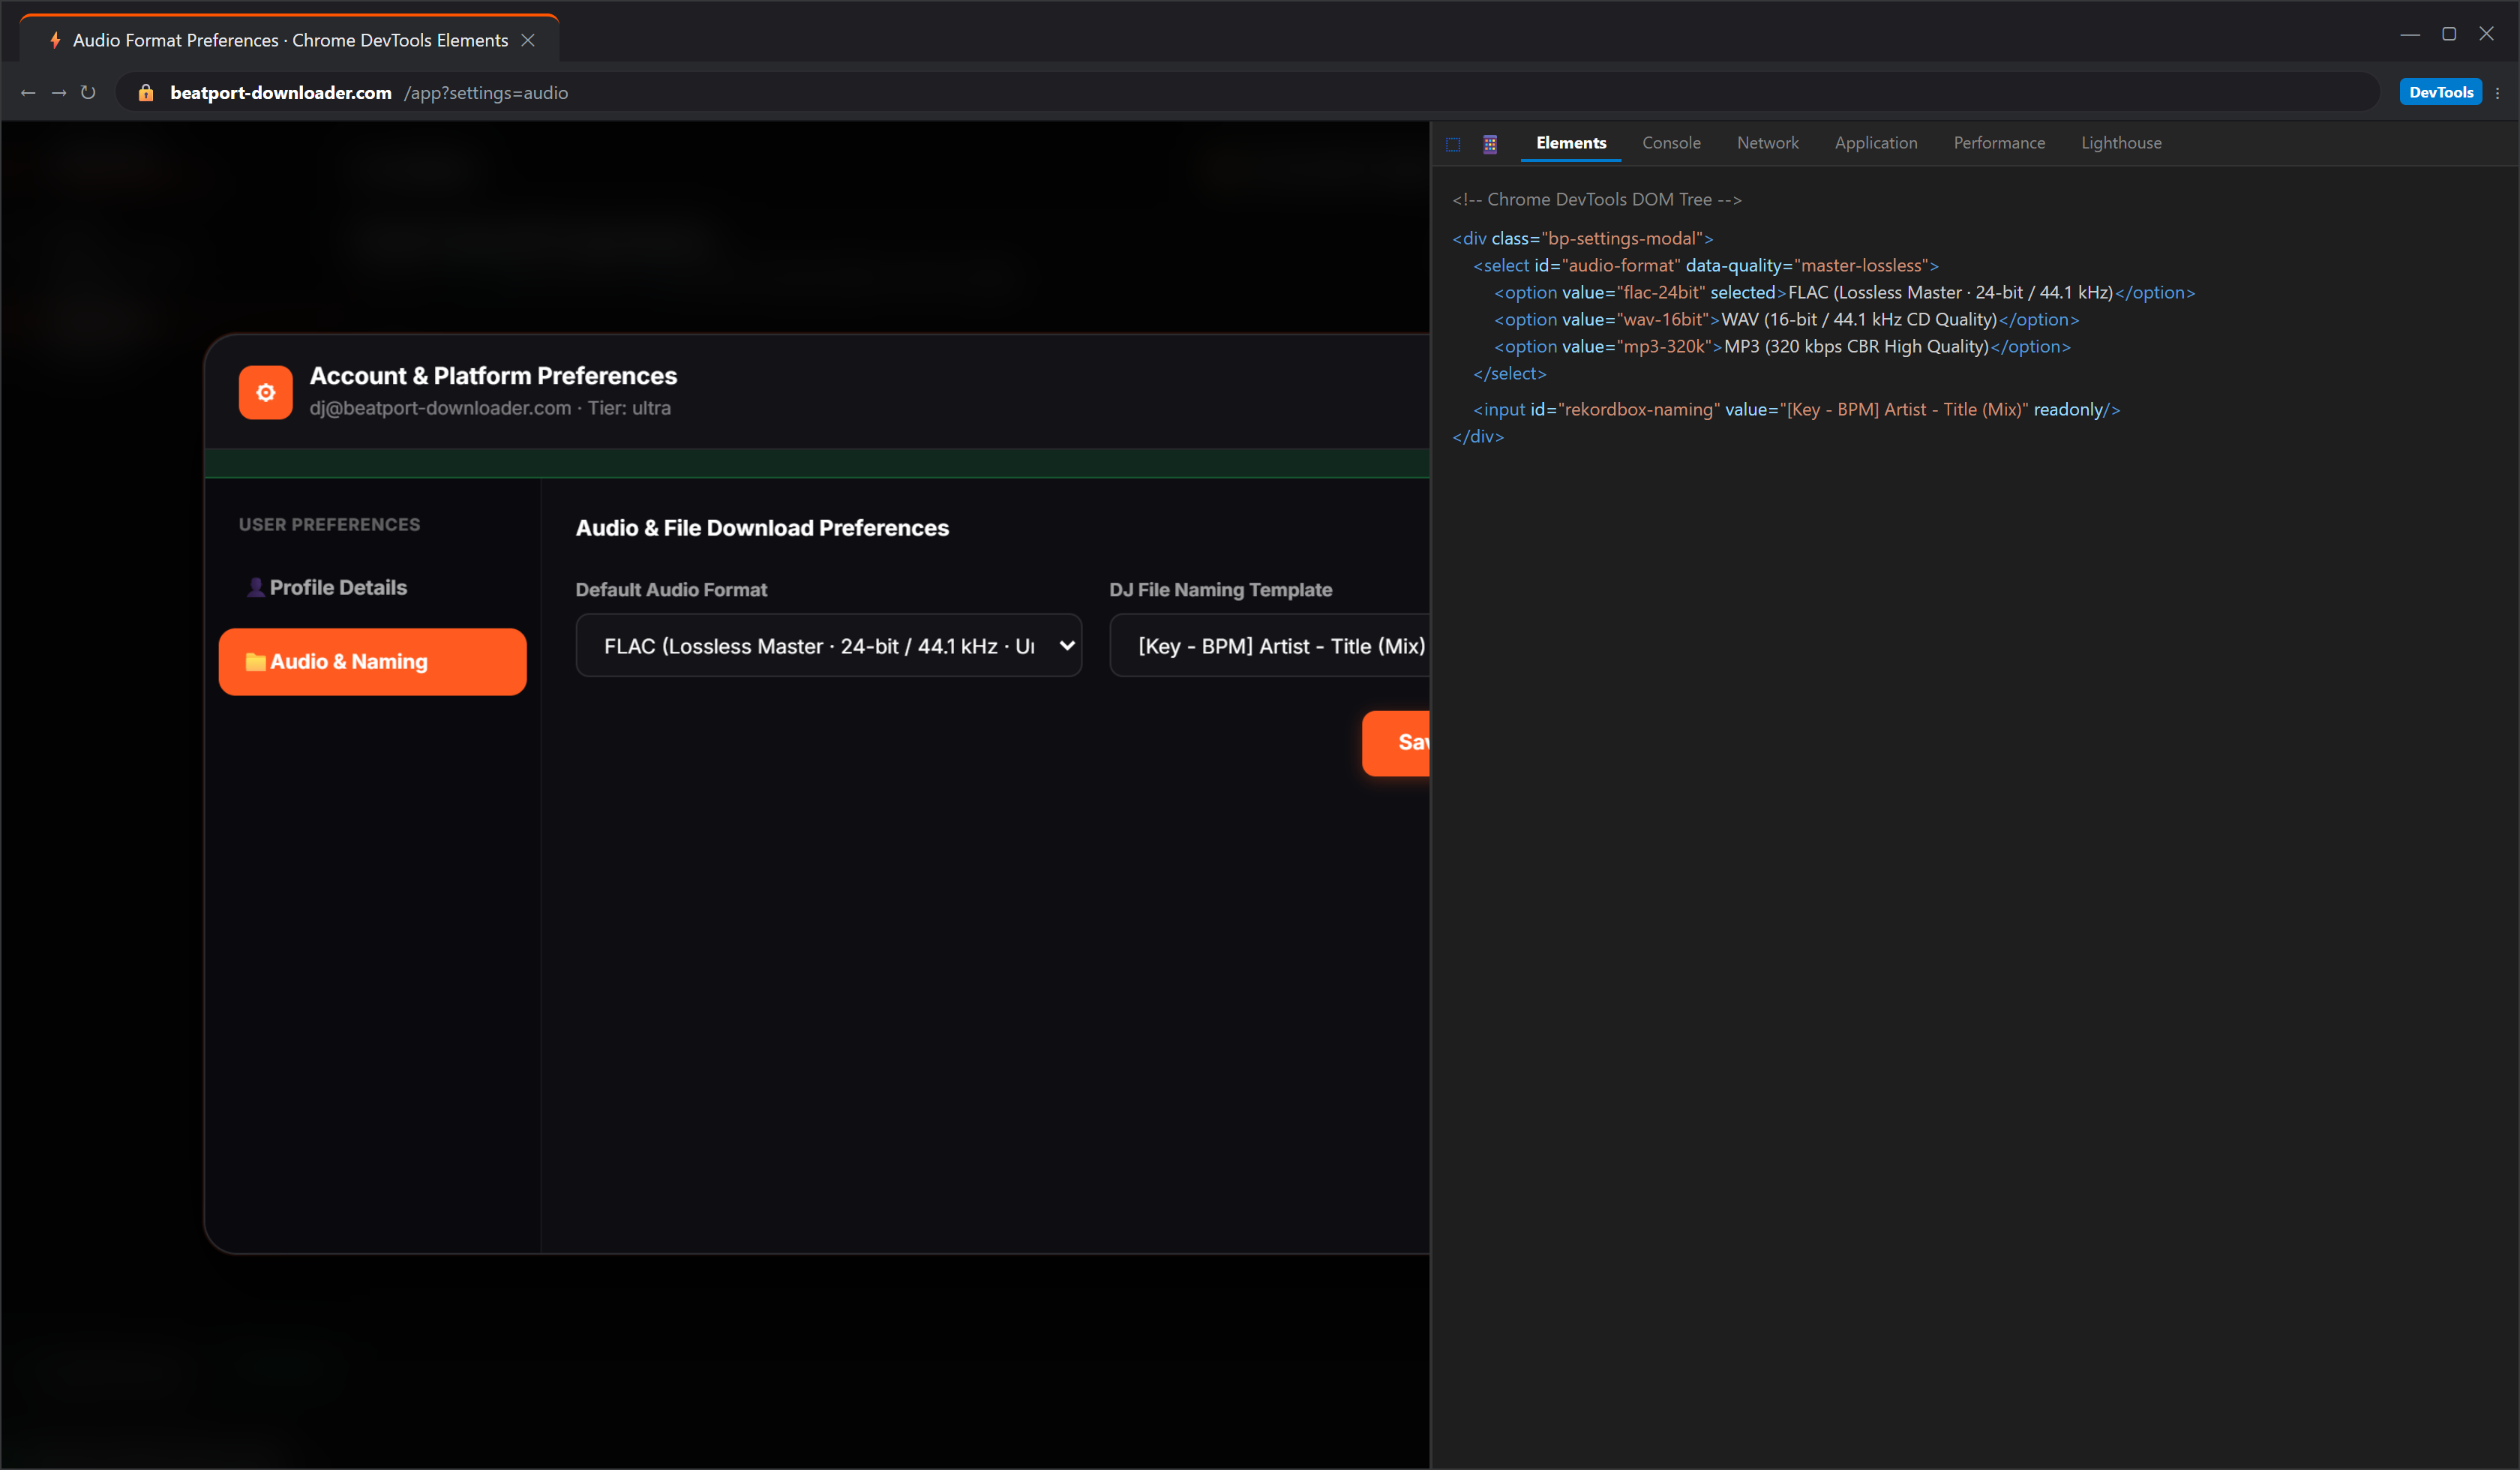 Audio Format Preferences · Chrome DevTools Elements
beatport-downloader.com /app?settings=audio
DevTools
Elements Console Network Application Performance Lighthouse
Account & Platform Preferences
dj@beatport-downloader.com · Tier: ultra
USER PREFERENCES
Profile Details
Audio & Naming
Audio & File Download Preferences
Default Audio Format
FLAC (Lossless Master · 24-bit / 44.1 kHz ·
DJ File Naming Template
[Key - BPM] Artist - Title (Mix)
<!-- Chrome DevTools DOM Tree -->
<div class="bp-settings-modal">
<select id="audio-format" data-quality="master-lossless">
<option value="flac-24bit" selected>FLAC (Lossless Master · 24-bit / 44.1 kHz)</option>
<option value="wav-16bit">WAV (16-bit / 44.1 kHz CD Quality)</option>
<option value="mp3-320k">MP3 (320 kbps CBR High Quality)</option>
</select>
<input id="rekordbox-naming" value="[Key - BPM] Artist - Title (Mix)" readonly/>
</div>